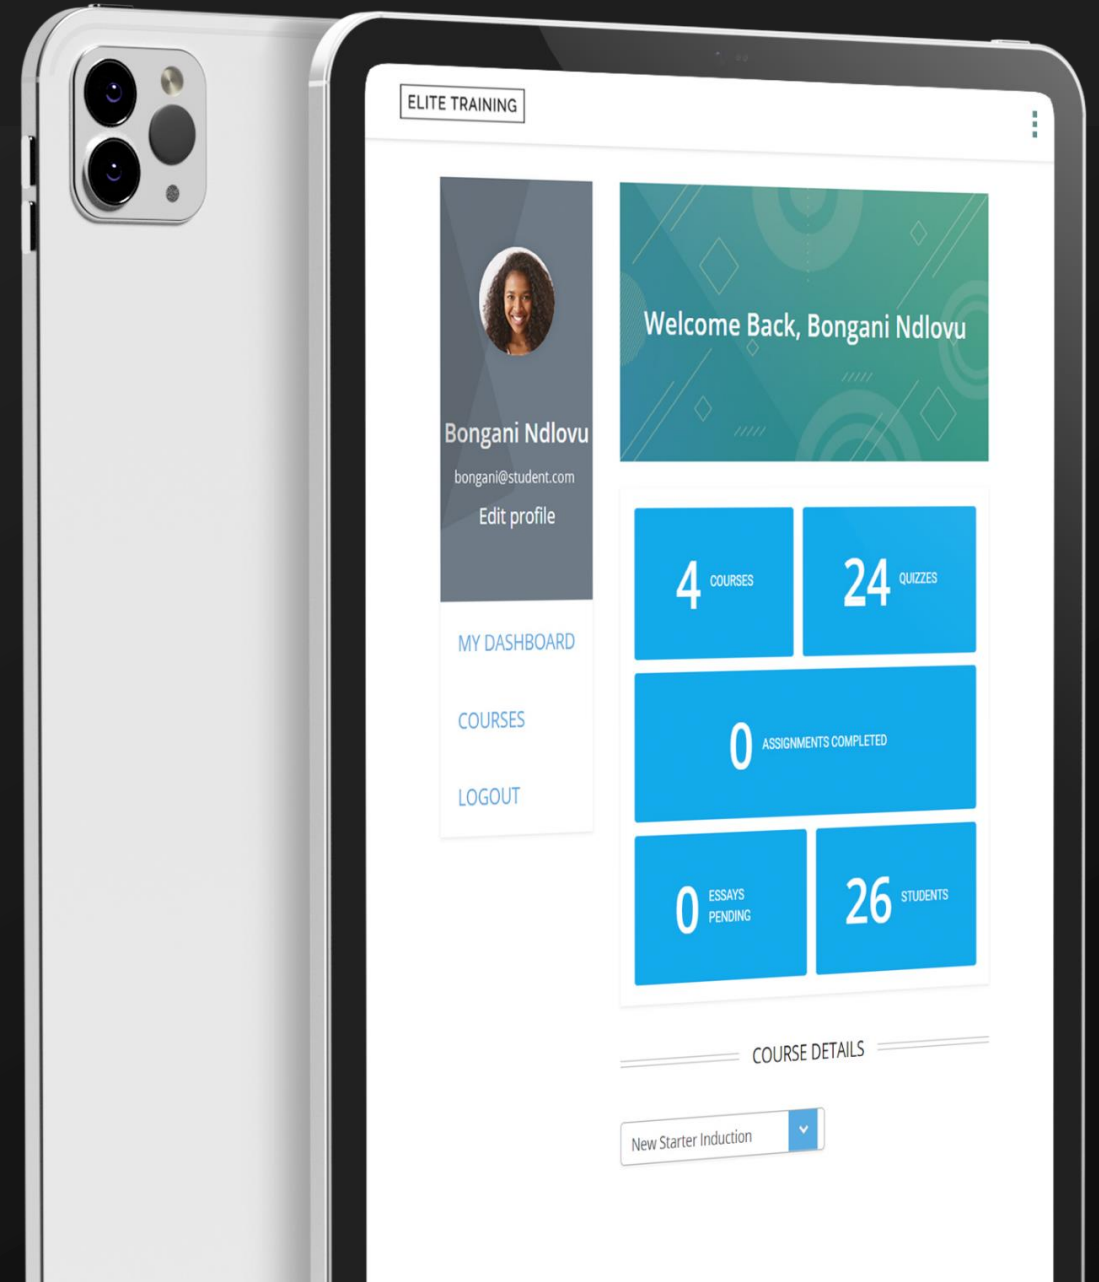 ELITE TRAINING
Bongani Ndlovu
bongani@student.com
Edit profile
MY DASHBOARD
COURSES
LOGOUT
Welcome Back, Bongani Ndlovu
4 COURSES
24 QUIZZES
0 ASSIGNMENTS COMPLETED
0 ESSAYS
PENDING
26 STUDENTS
COURSE DETAILS
New Starter Induction